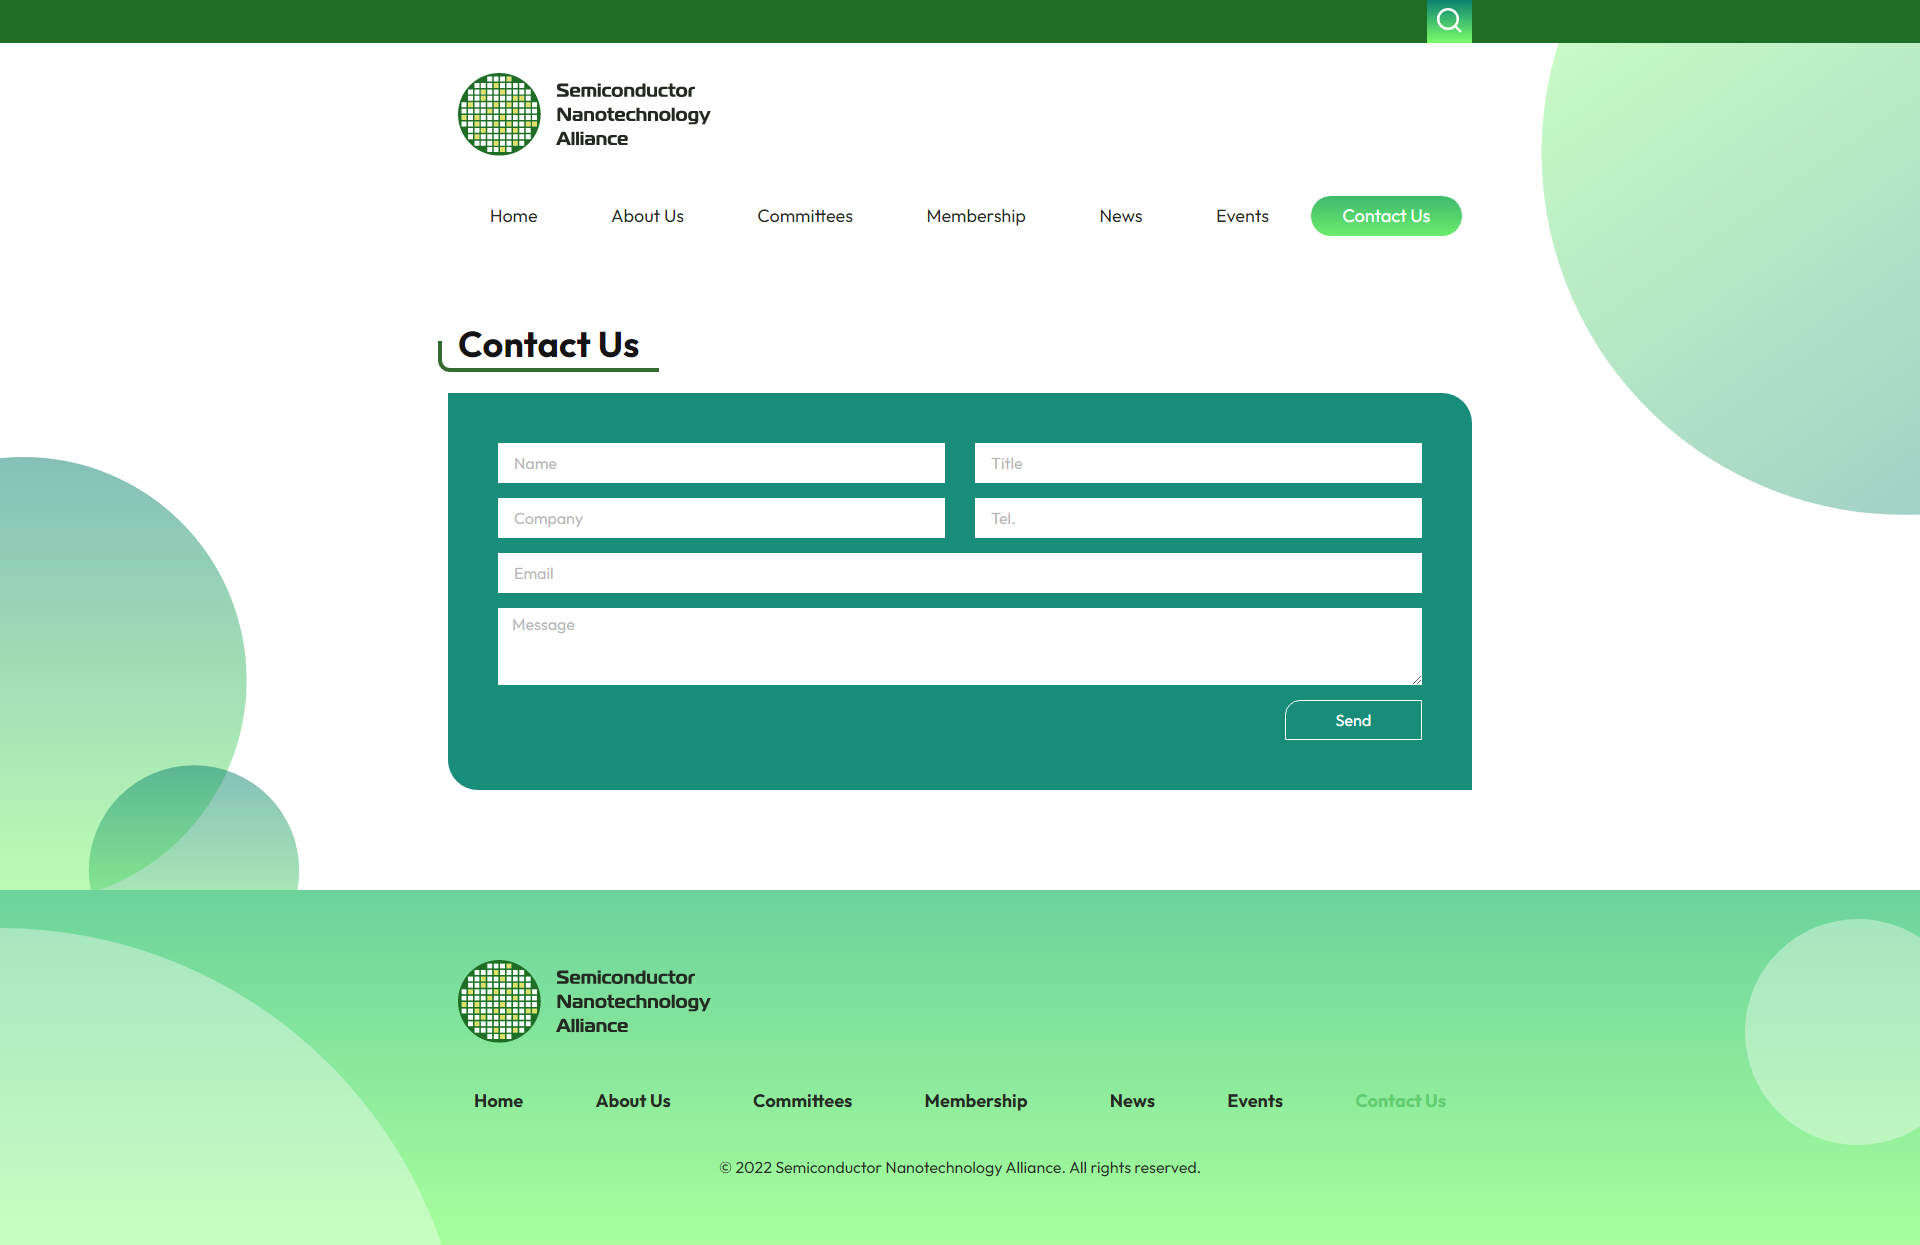 Semiconductor
Nanotechnology
Alliance
Home About Us Committees Membership News Events Contact Us
Contact Us
Name Title
Company Tel.
Email
Message
Send
Semiconductor
Nanotechnology
Alliance
Home About Us Committees Membership News Events Contact Us
© 2022 Semiconductor Nanotechnology Alliance. All rights reserved.